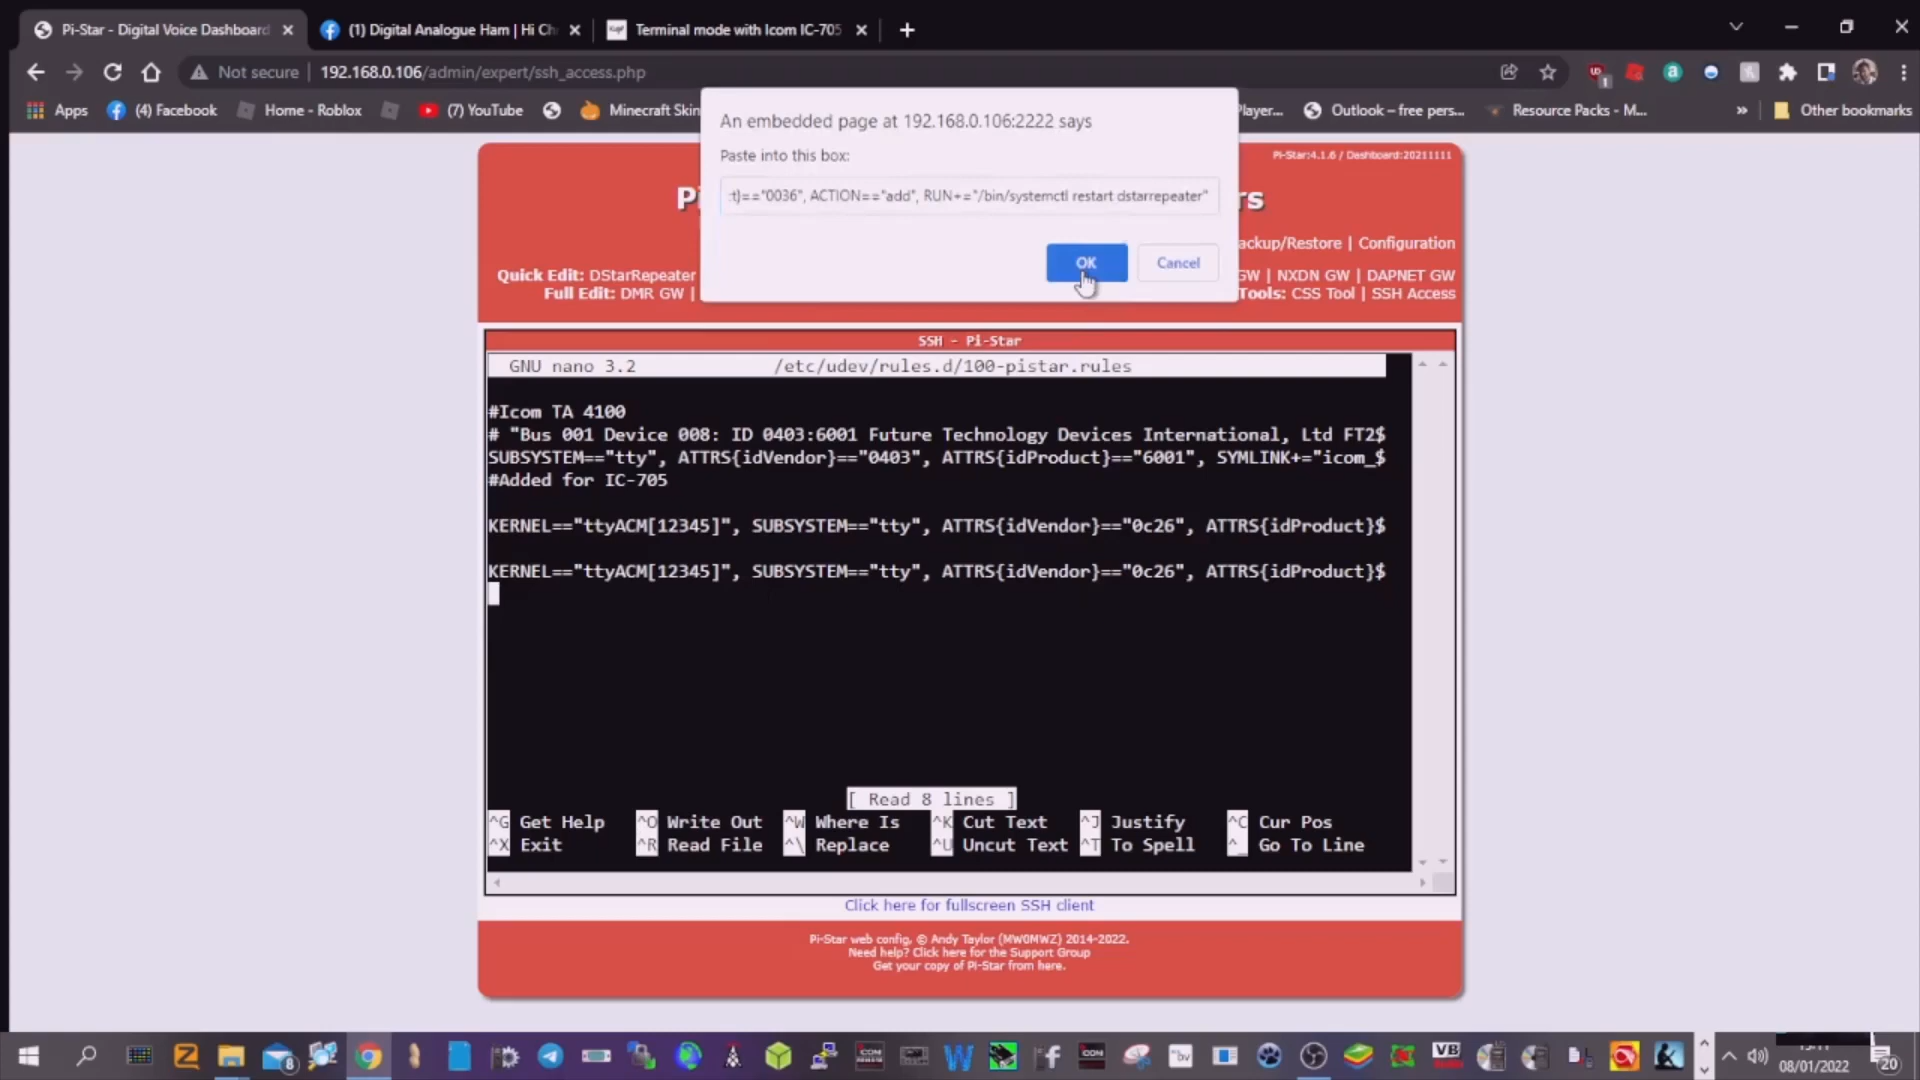 Pi-Star - Digital Voice Dashboard
(1) Digital Analogue Ham | Hi Ch
Terminal mode with Icom IC-705
Not secure
192.168.0.106/admin/expert/ssh_access.php
Apps
(4) Facebook
Home - Roblox
(7) YouTube
Minecraft Skin
Player...
Outlook – free pers...
Resource Packs - M...
»
Other bookmarks
An embedded page at 192.168.0.106:2222 says
Paste into this box:
:t}=="0036", ACTION=="add", RUN+="/bin/systemctl restart dstarrepeater"
OK
Cancel
Pi-Star:4.1.6 / Dashboard:20211111
Pi
rs
ackup/Restore | Configuration
Quick Edit: DStarRepeater
GW | NXDN GW | DAPNET GW
Full Edit: DMR GW |
Tools: CSS Tool | SSH Access
SSH - Pi-Star
GNU nano 3.2 /etc/udev/rules.d/100-pistar.rules
#Icom TA 4100
# "Bus 001 Device 008: ID 0403:6001 Future Technology Devices International, Ltd FT2$
SUBSYSTEM=="tty", ATTRS{idVendor}=="0403", ATTRS{idProduct}=="6001", SYMLINK+="icom_$
#Added for IC-705
KERNEL=="ttyACM[12345]", SUBSYSTEM=="tty", ATTRS{idVendor}=="0c26", ATTRS{idProduct}$
KERNEL=="ttyACM[12345]", SUBSYSTEM=="tty", ATTRS{idVendor}=="0c26", ATTRS{idProduct}$
[ Read 8 lines ]
^G Get Help ^O Write Out ^W Where Is ^K Cut Text ^J Justify ^C Cur Pos
^X Exit ^R Read File ^\ Replace ^U Uncut Text ^T To Spell ^_ Go To Line
Click here for fullscreen SSH client
Pi-Star web config, © Andy Taylor (MW0MWZ) 2014-2022.
Need help? Click here for the Support Group
Get your copy of Pi-Star from here.
08/01/2022
20